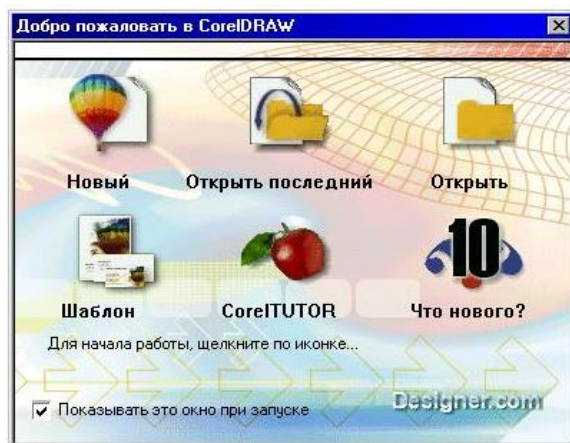 Добро пожаловать в CorelDRAW
Новый Открыть последний Открыть
10
Шаблон CorelTUTOR Что нового?
Для начала работы, щелкните по иконке...
Показывать это окно при запуске
Designer.com